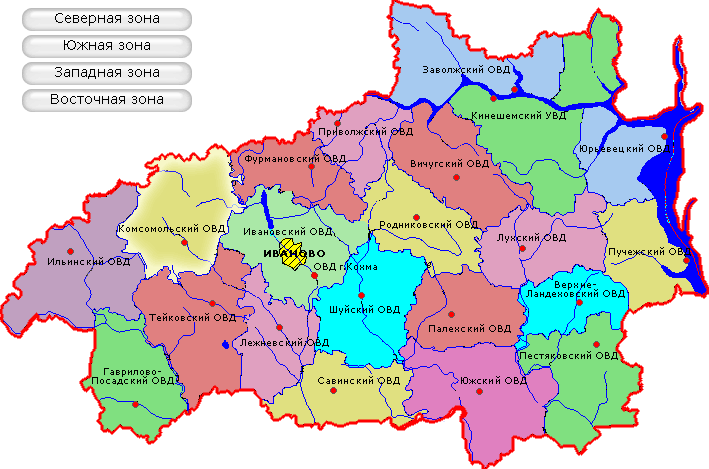 Северная зона
Южная зона
Западная зона
Восточная зона
Заволжский ОВД
Кинешемский УВД
Приволжский ОВД
Юрьевецкий ОВД
Фурмановский ОВД
Вичугский ОВД
Комсомольский ОВД
Ивановский ОВД
Родниковский ОВД
Лухский ОВД
Пучежский ОВД
ИВАНОВО
Ильинский ОВД
ОВД г.Кохма
Верхне-
Ландеховский ОВД
Тейковский ОВД
Шуйский ОВД
Палехский ОВД
Лежневский ОВД
Пестяковский ОВД
Гаврилово-
Посадский ОВД
Савинский ОВД
Южский ОВД